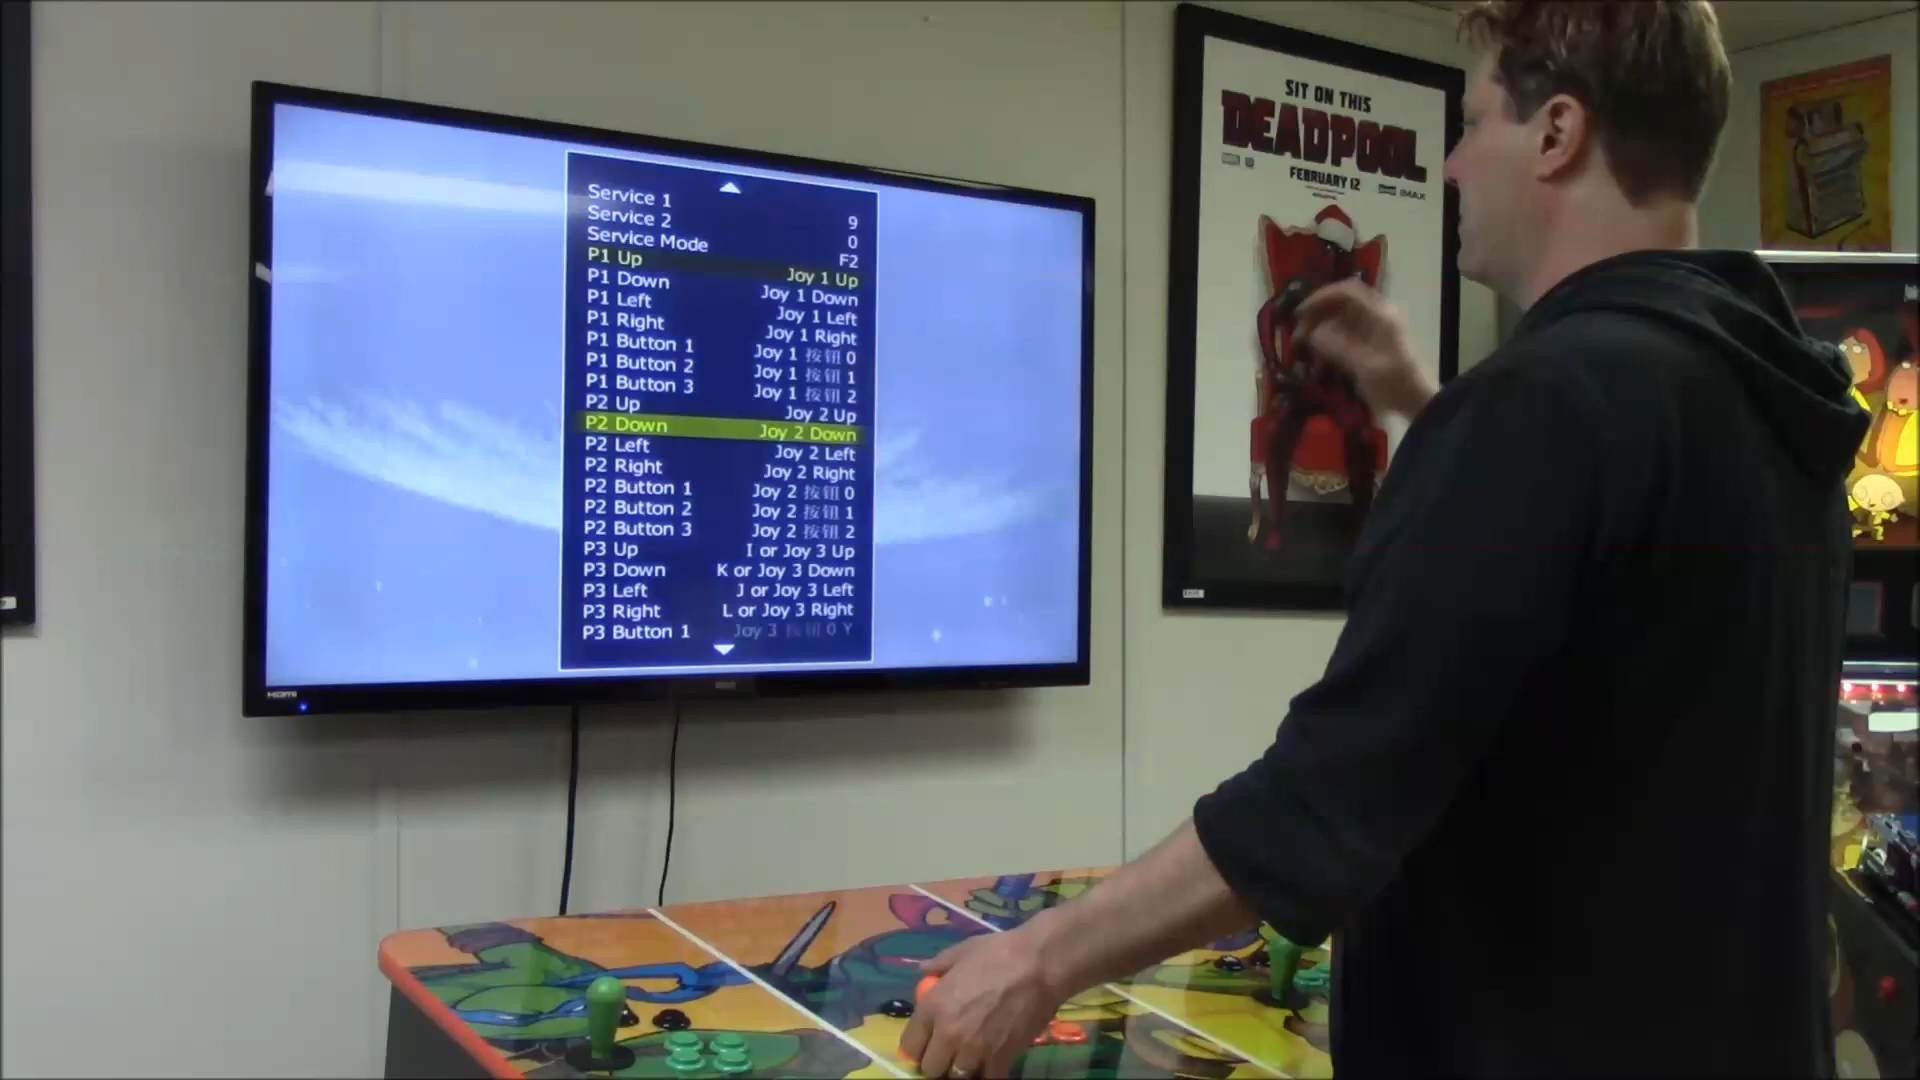 Service 1 9
Service 2 0
Service Mode F2
P1 Up Joy 1 Up
P1 Down Joy 1 Down
P1 Left Joy 1 Left
P1 Right Joy 1 Right
P1 Button 1 Joy 1 按钮 0
P1 Button 2 Joy 1 按钮 1
P1 Button 3 Joy 1 按钮 2
P2 Up Joy 2 Up
P2 Down Joy 2 Down
P2 Left Joy 2 Left
P2 Right Joy 2 Right
P2 Button 1 Joy 2 按钮 0
P2 Button 2 Joy 2 按钮 1
P2 Button 3 Joy 2 按钮 2
P3 Up I or Joy 3 Up
P3 Down K or Joy 3 Down
P3 Left J or Joy 3 Left
P3 Right L or Joy 3 Right
P3 Button 1 Joy 3 按钮 0 Y
HDMI
SIT ON THIS
DEADPOOL
FEBRUARY 12
IMAX